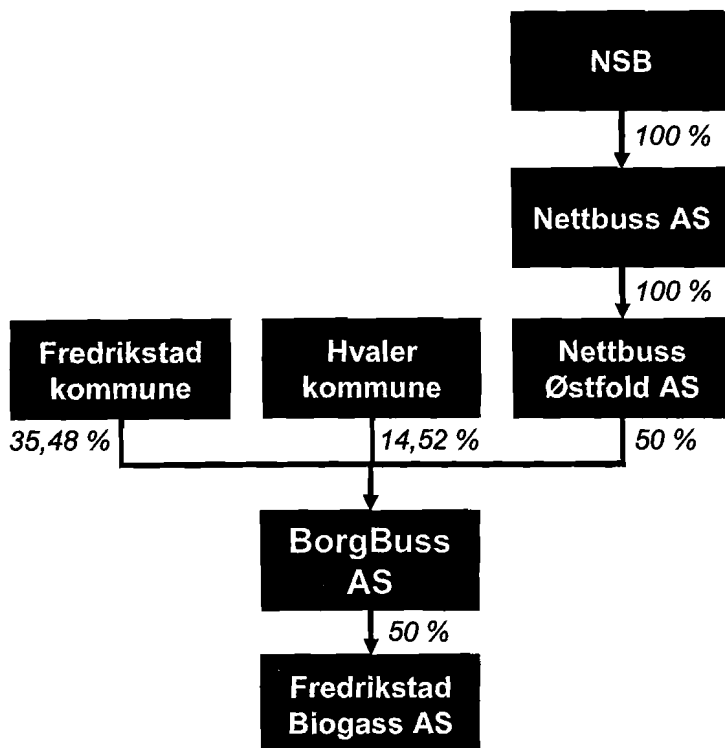 NSB
100 %
Nettbuss AS
100 %
Fredrikstad
kommune
Hvaler
kommune
Nettbuss
Østfold AS
35,48 %
14,52 %
50 %
BorgBuss
AS
50 %
Fredrikstad
Biogass AS